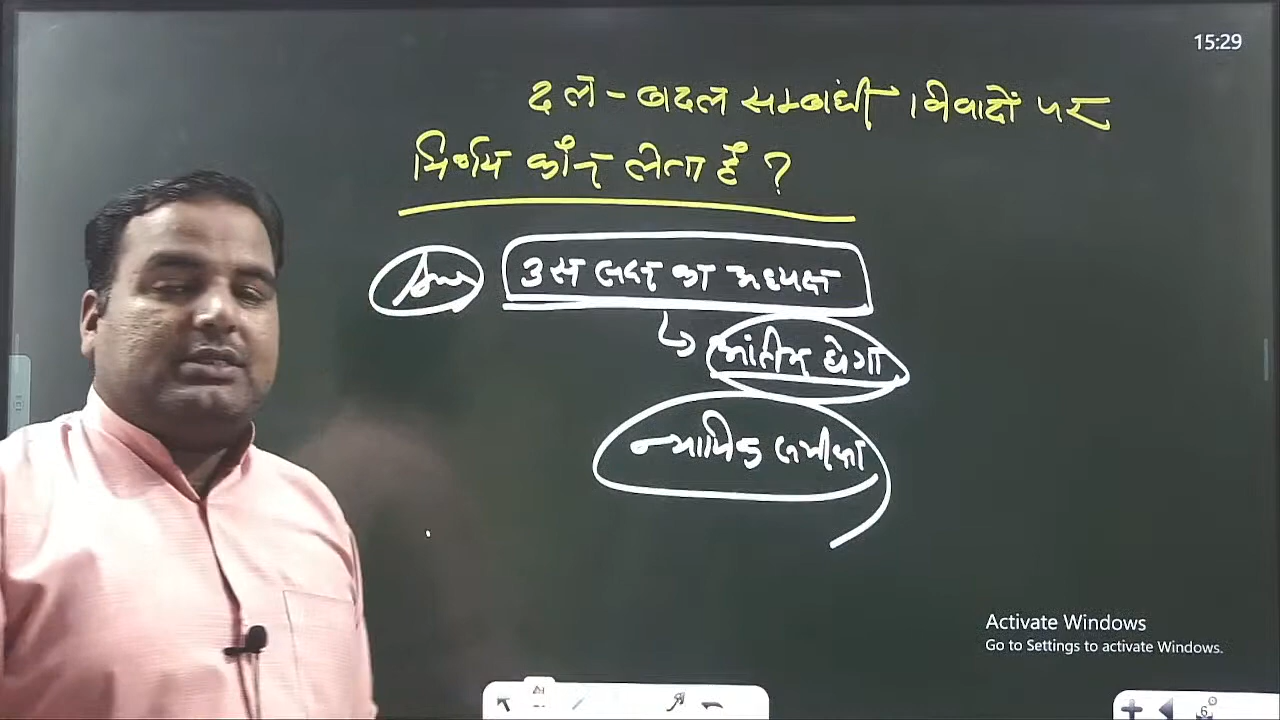 15:29
दल-बदल सम्बंधी विवादों पर
निर्णय कौन लेता है ?
Ans उस सदन का अध्यक्ष
अंतिम होगा
न्यायिक समीक्षा
Activate Windows
Go to Settings to activate Windows.